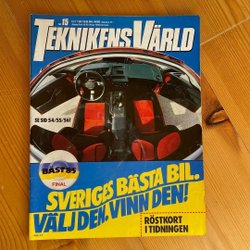 NR 15
TEKNIKENS VÄRLD
SE SID 54/55/56!
BÄST 85
FINAL
SVERIGES BÄSTA BIL.
VÄLJ DEN. VINN DEN!
RÖSTKORT
I TIDNINGEN